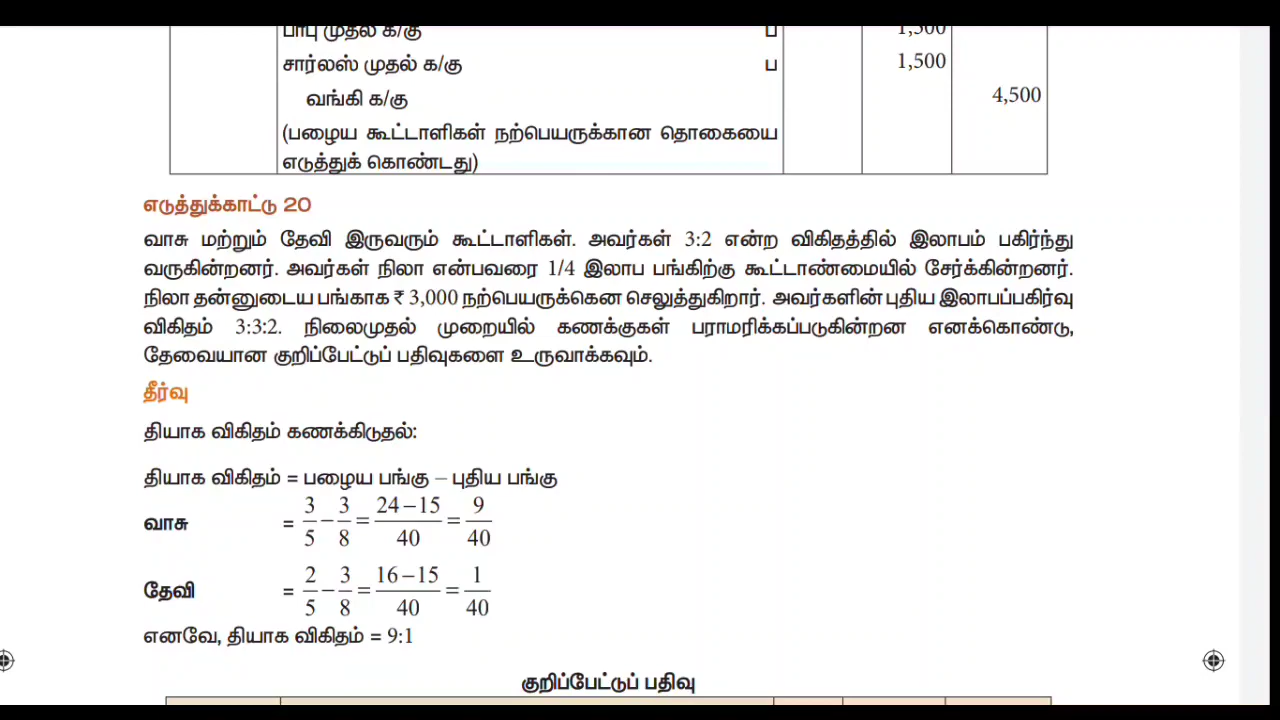 பாபு முதல் க/கு ப 1,500
சார்லஸ் முதல் க/கு ப 1,500
வங்கி க/கு 4,500
(பழைய கூட்டாளிகள் நற்பெயருக்கான தொகையை
எடுத்துக் கொண்டது)
எடுத்துக்காட்டு 20
வாசு மற்றும் தேவி இருவரும் கூட்டாளிகள். அவர்கள் 3:2 என்ற விகிதத்தில் இலாபம் பகிர்ந்து
வருகின்றனர். அவர்கள் நிலா என்பவரை 1/4 இலாப பங்கிற்கு கூட்டாண்மையில் சேர்க்கின்றனர்.
நிலா தன்னுடைய பங்காக ₹ 3,000 நற்பெயருக்கென செலுத்துகிறார். அவர்களின் புதிய இலாபப்பகிர்வு
விகிதம் 3:3:2. நிலைமுதல் முறையில் கணக்குகள் பராமரிக்கப்படுகின்றன எனக்கொண்டு,
தேவையான குறிப்பேட்டுப் பதிவுகளை உருவாக்கவும்.
தீர்வு
தியாக விகிதம் கணக்கிடுதல்:
தியாக விகிதம் = பழைய பங்கு – புதிய பங்கு
வாசு = 3/5 − 3/8 = 24−15/40 = 9/40
தேவி = 2/5 − 3/8 = 16−15/40 = 1/40
எனவே, தியாக விகிதம் = 9:1
குறிப்பேட்டுப் பதிவு